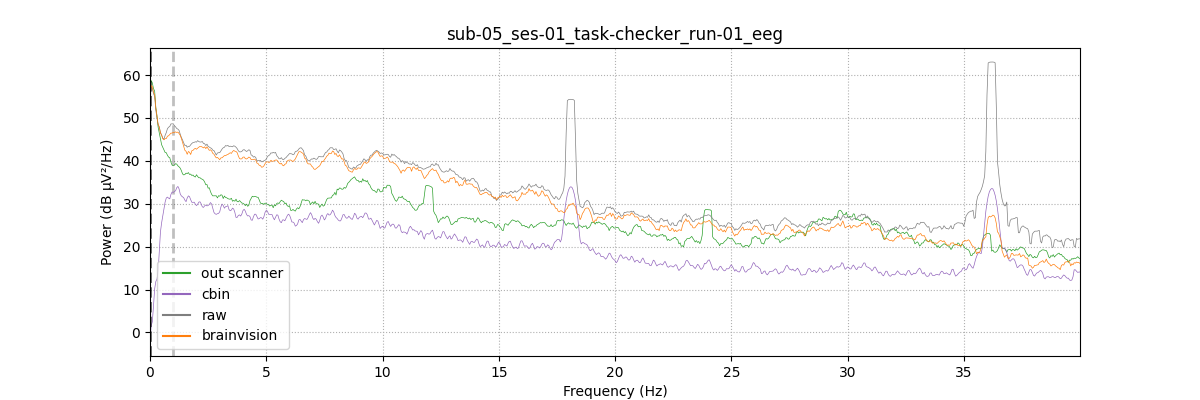 sub-05_ses-01_task-checker_run-01_eeg
Power (dB µV²/Hz)
60
50
40
30
20
10
0
out scanner
cbin
raw
brainvision
0 5 10 15 20 25 30 35
Frequency (Hz)